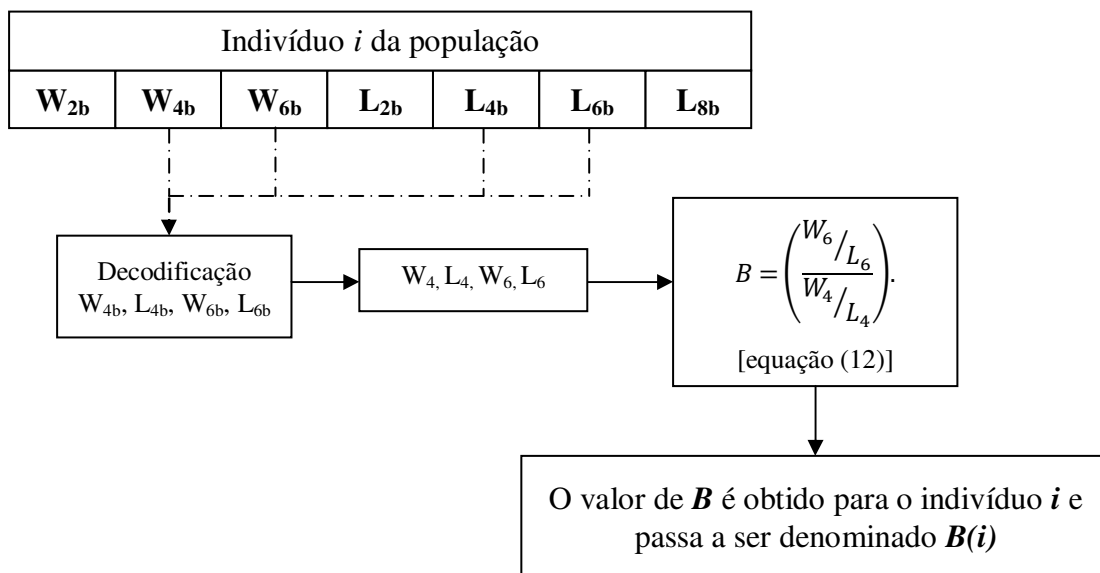 Indivíduo i da população
W2b W4b W6b L2b L4b L6b L8b
Decodificação
W4b, L4b, W6b, L6b
W4, L4, W6, L6
B = ((W6/L6)/(W4/L4)).
[equação (12)]
O valor de B é obtido para o indivíduo i e
passa a ser denominado B(i)